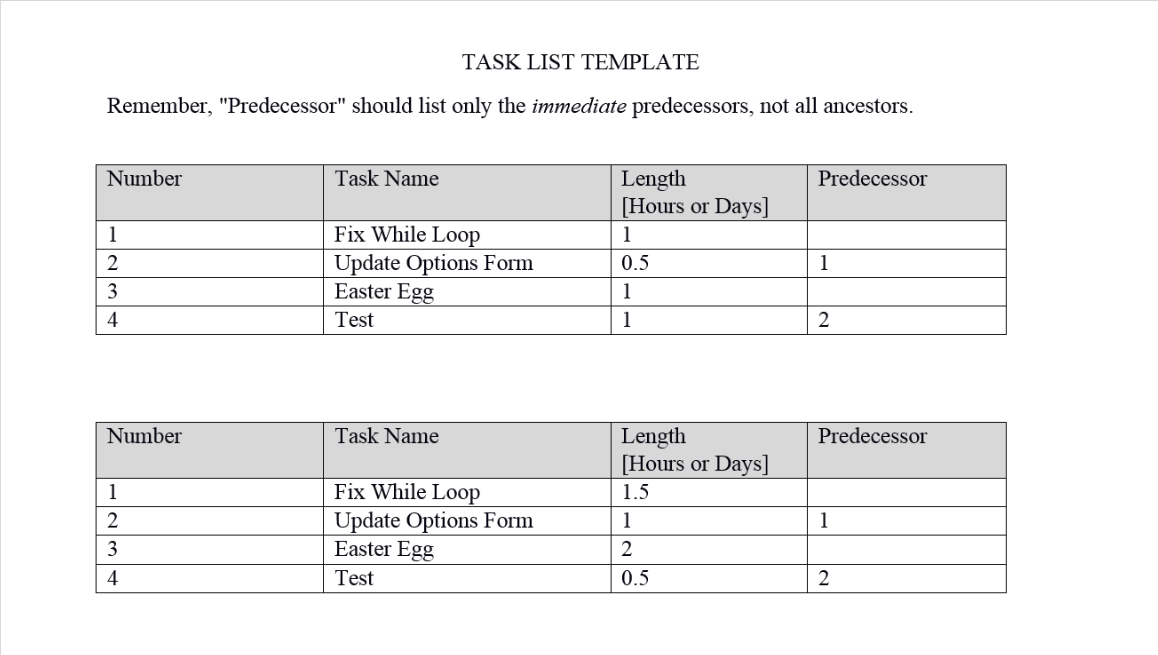 TASK LIST TEMPLATE
Remember, "Predecessor" should list only the immediate predecessors, not all ancestors.
Number Task Name Length Predecessor
[Hours or Days]
1 Fix While Loop 1
2 Update Options Form 0.5 1
3 Easter Egg 1
4 Test 1 2
Number Task Name Length Predecessor
[Hours or Days]
1 Fix While Loop 1.5
2 Update Options Form 1 1
3 Easter Egg 2
4 Test 0.5 2